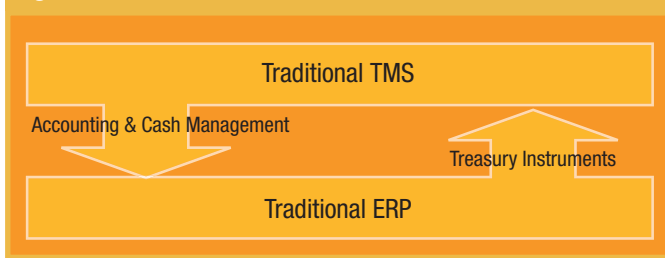 Traditional TMS
Accounting & Cash Management
Treasury Instruments
Traditional ERP